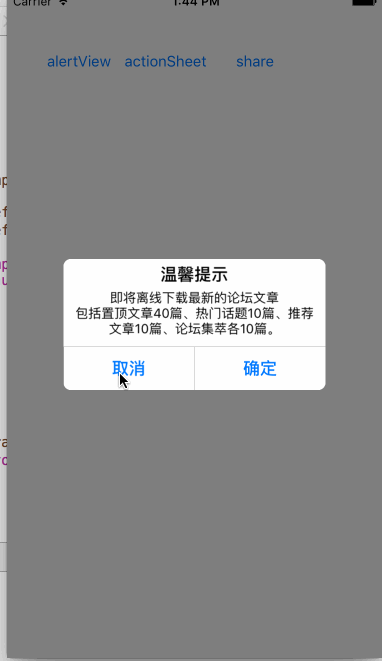 Carrier 1:44 PM
alertView actionSheet share
温馨提示
即将离线下载最新的论坛文章
包括置顶文章40篇、热门话题10篇、推荐
文章10篇、论坛集萃各10篇。
取消 确定